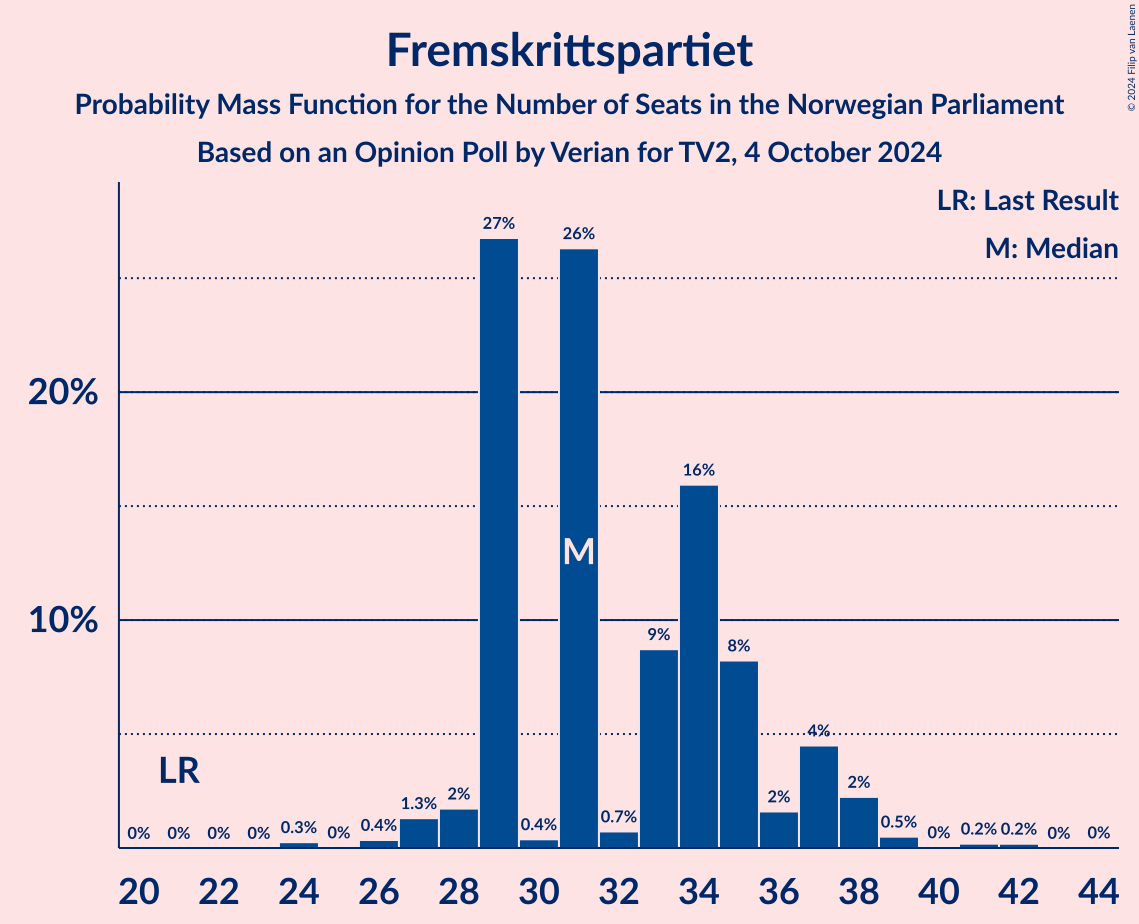 Fremskrittspartiet
Probability Mass Function for the Number of Seats in the Norwegian Parliament
Based on an Opinion Poll by Verian for TV2, 4 October 2024
© 2024 Filip van Laenen
LR: Last Result
M: Median
20%
10%
LR
M
0% 0% 0% 0% 0.3% 0% 0.4% 1.3% 2% 27% 0.4% 26% 0.7% 9% 16% 8% 2% 4% 2% 0.5% 0% 0.2% 0.2% 0% 0%
20 22 24 26 28 30 32 34 36 38 40 42 44